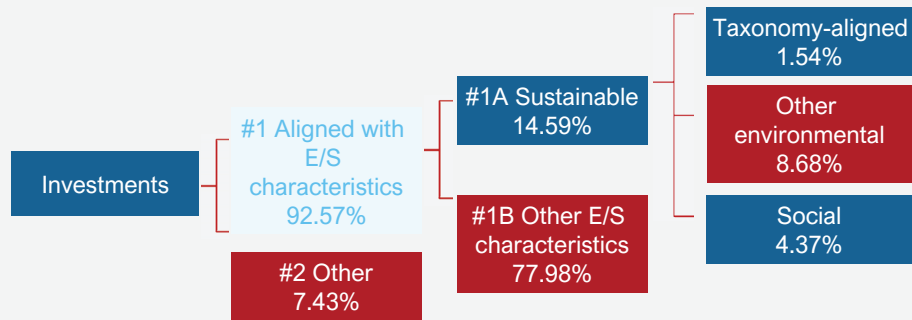 Investments
#1 Aligned with
E/S
characteristics
92.57%
#2 Other
7.43%
#1A Sustainable
14.59%
#1B Other E/S
characteristics
77.98%
Taxonomy-aligned
1.54%
Other
environmental
8.68%
Social
4.37%